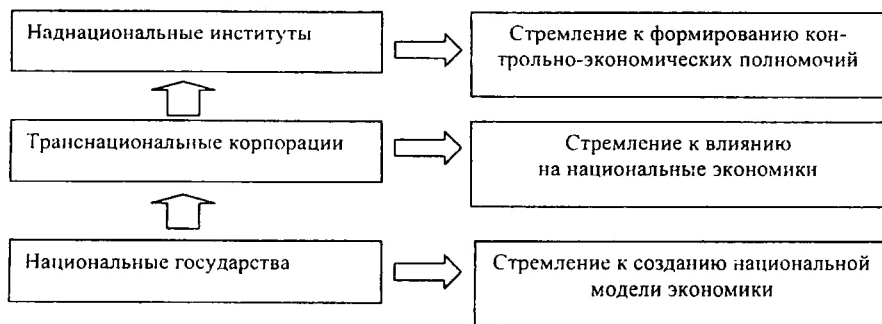 Наднациональные институты
Стремление к формированию кон-
трольно-экономических полномочий
Транснациональные корпорации
Стремление к влиянию
на национальные экономики
Национальные государства
Стремление к созданию национальной
модели экономики